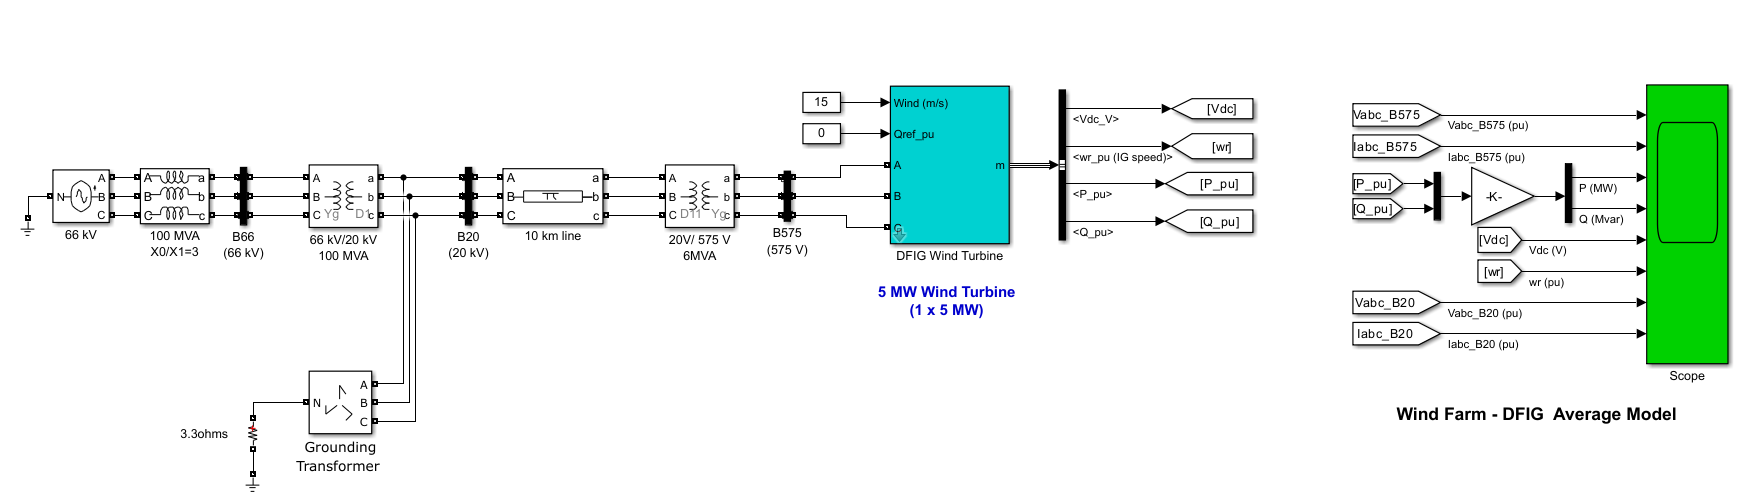 N
A
B
C
66 kV
A
B
C
a
b
c
100 MVA
X0/X1=3
B66
(66 kV)
A
B
C
a
b
c
Yg
D1
66 kV/20 kV
100 MVA
B20
(20 kV)
A
B
C
a
b
c
10 km line
A
B
C
a
b
c
D11
Yg
20V/ 575 V
6MVA
B575
(575 V)
15
0
Wind (m/s)
Qref_pu
A
B
C
m
DFIG Wind Turbine
5 MW Wind Turbine
(1 x 5 MW)
<Vdc_V>
<wr_pu (IG speed)>
<P_pu>
<Q_pu>
[Vdc]
[wr]
[P_pu]
[Q_pu]
N
A
B
C
Grounding
Transformer
3.3ohms
Vabc_B575
Vabc_B575 (pu)
Iabc_B575
Iabc_B575 (pu)
[P_pu]
[Q_pu]
-K-
P (MW)
Q (Mvar)
[Vdc]
Vdc (V)
[wr]
wr (pu)
Vabc_B20
Vabc_B20 (pu)
Iabc_B20
Iabc_B20 (pu)
Scope
Wind Farm - DFIG Average Model